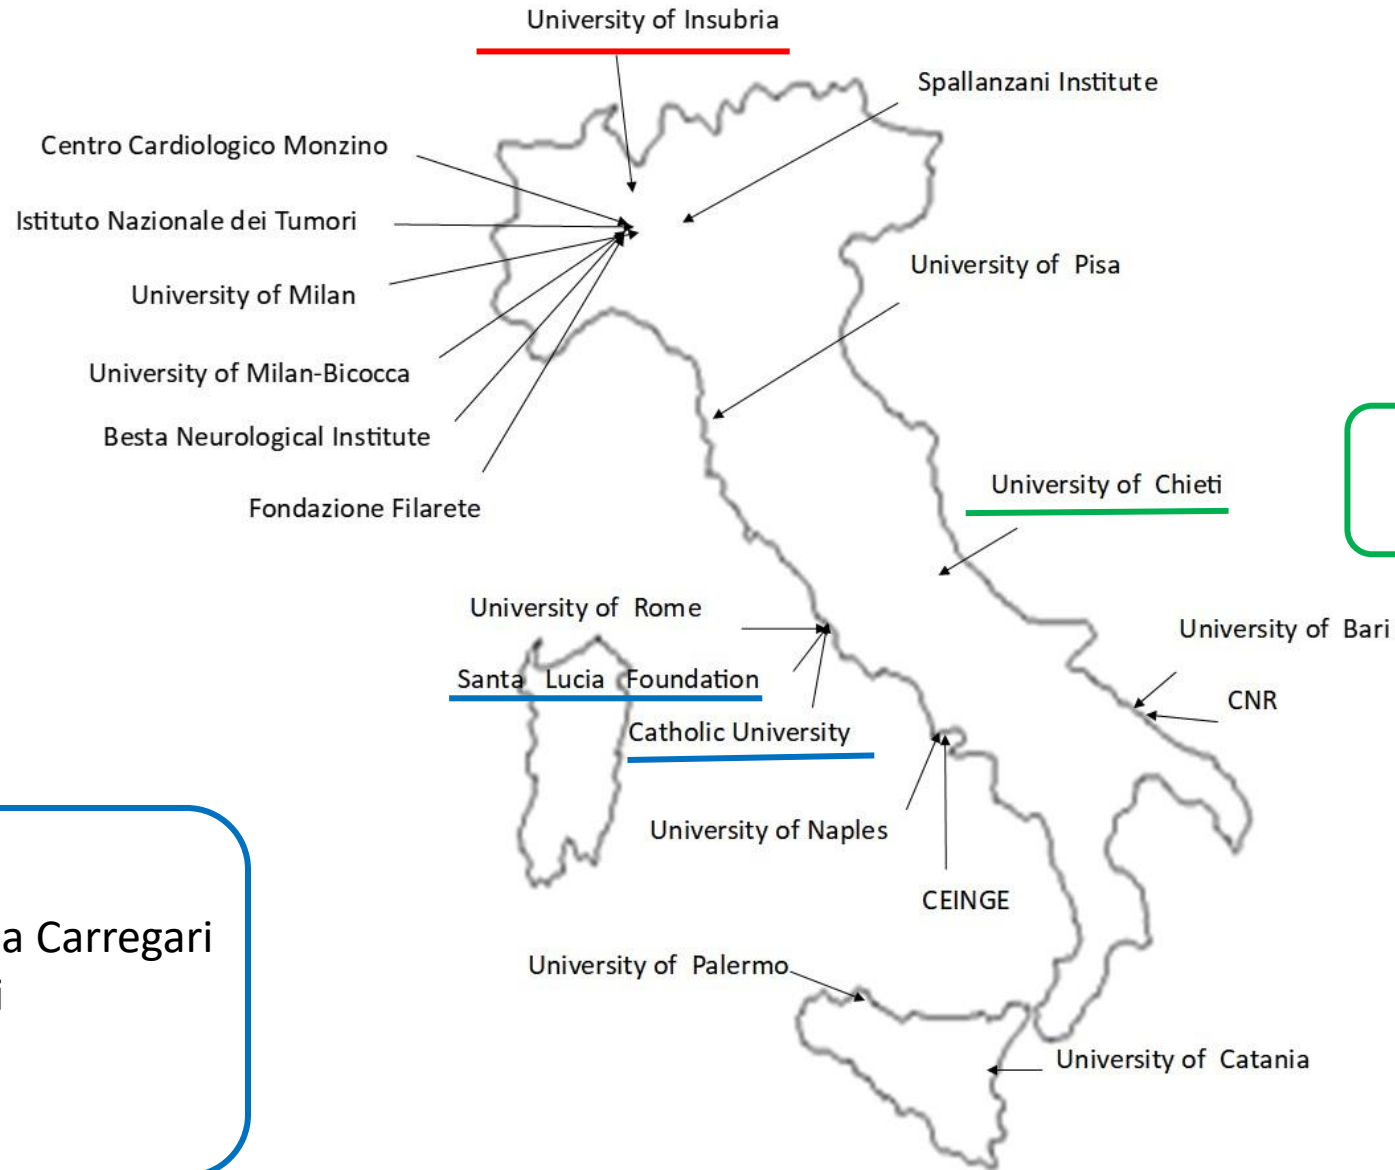 University of Insubria
Spallanzani Institute
Centro Cardiologico Monzino
Istituto Nazionale dei Tumori
University of Pisa
University of Milan
University of Milan-Bicocca
Besta Neurological Institute
University of Chieti
Fondazione Filarete
University of Rome
University of Bari
Santa Lucia Foundation
CNR
Catholic University
University of Naples
CEINGE
a Carregari
i
University of Palermo
University of Catania